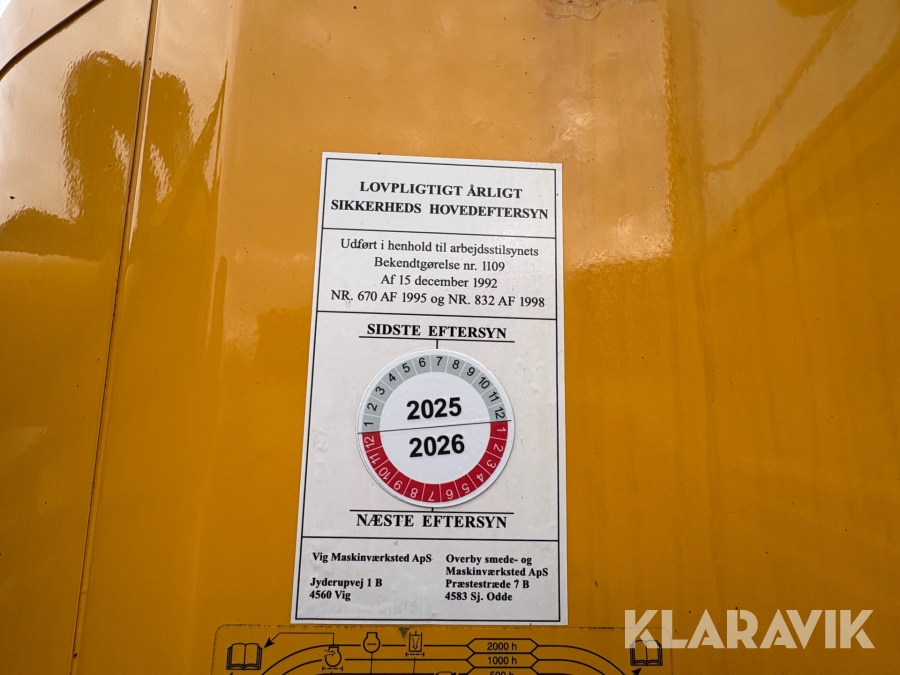 LOVPLIGTIGT ÅRLIGT
SIKKERHEDS HOVEDEFTERSYN
Udført i henhold til arbejdsstilsynets
Bekendtgørelse nr. 1109
Af 15 december 1992
NR. 670 AF 1995 og NR. 832 AF 1998
SIDSTE EFTERSYN
1 2 3 4 5 6 7 8 9 10 11 12
2025
2026
12 11 10 9 8 7 6 5 4 3 2 1
NÆSTE EFTERSYN
Vig Maskinværksted ApS
Jyderupvej 1 B
4560 Vig
Overby smede- og
Maskinværksted ApS
Præstestræde 7 B
4583 Sj. Odde
KLARAVIK
2000 h
1000 h
500 h